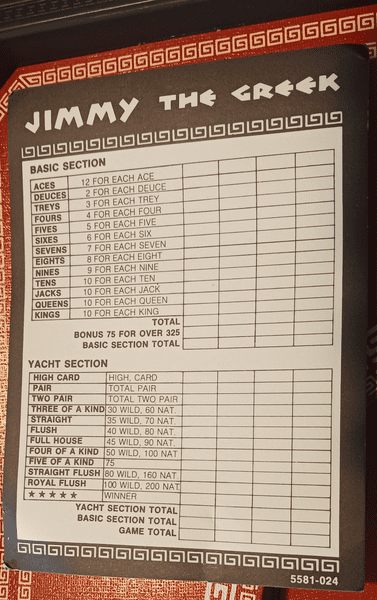 JIMMY THE GREEK
BASIC SECTION
ACES 12 FOR EACH ACE
DEUCES 2 FOR EACH DEUCE
TREYS 3 FOR EACH TREY
FOURS 4 FOR EACH FOUR
FIVES 5 FOR EACH FIVE
SIXES 6 FOR EACH SIX
SEVENS 7 FOR EACH SEVEN
EIGHTS 8 FOR EACH EIGHT
NINES 9 FOR EACH NINE
TENS 10 FOR EACH TEN
JACKS 10 FOR EACH JACK
QUEENS 10 FOR EACH QUEEN
KINGS 10 FOR EACH KING
TOTAL
BONUS 75 FOR OVER 325
BASIC SECTION TOTAL
YACHT SECTION
HIGH CARD HIGH, CARD
PAIR TOTAL PAIR
TWO PAIR TOTAL TWO PAIR
THREE OF A KIND 30 WILD, 60 NAT.
STRAIGHT 35 WILD, 70 NAT.
FLUSH 40 WILD, 80 NAT.
FULL HOUSE 45 WILD, 90 NAT.
FOUR OF A KIND 50 WILD, 100 NAT
FIVE OF A KIND 75
STRAIGHT FLUSH 80 WILD, 160 NAT.
ROYAL FLUSH 100 WILD, 200 NAT.
★★★★★ WINNER
YACHT SECTION TOTAL
BASIC SECTION TOTAL
GAME TOTAL
5581-024